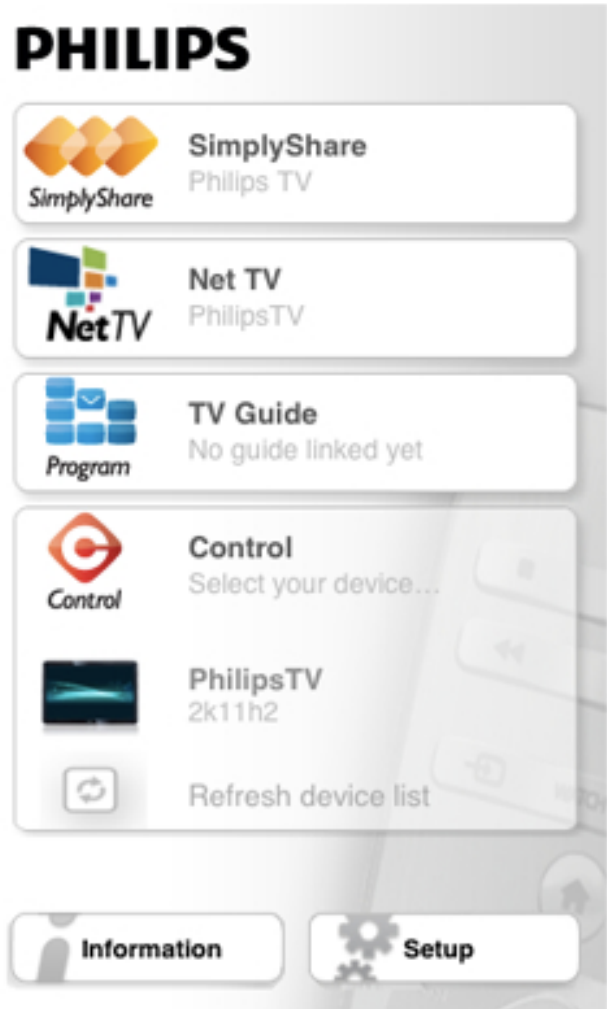 PHILIPS
SimplyShare
SimplyShare
Philips TV
NetTV
Net TV
PhilipsTV
Program
TV Guide
No guide linked yet
Control
Control
Select your device...
PhilipsTV
2k11h2
Refresh device list
Information
Setup